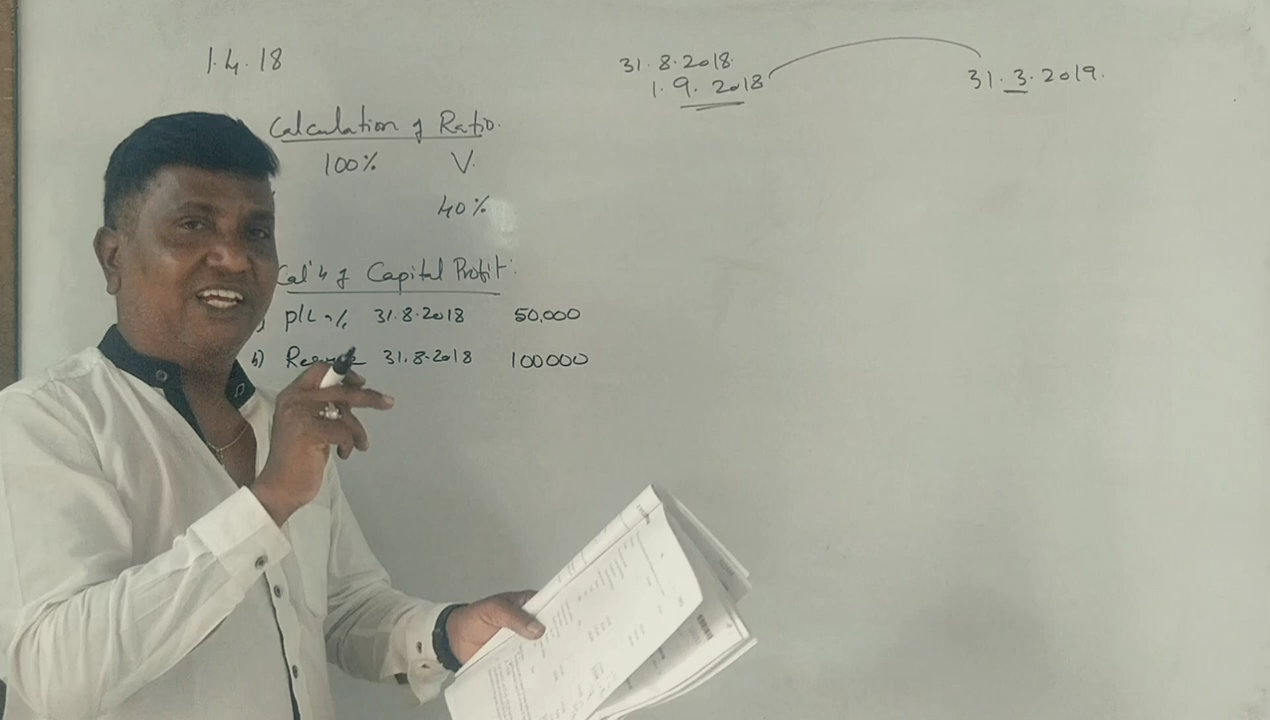 1.4.18
31.8.2018.
1.9.2018
31.3.2019.
Calculation of Ratio.
100% V.
40%
Cal'n of Capital Profit:
P/L a/c 31.8.2018 50,000
b) Reserve 31.8.2018 100000